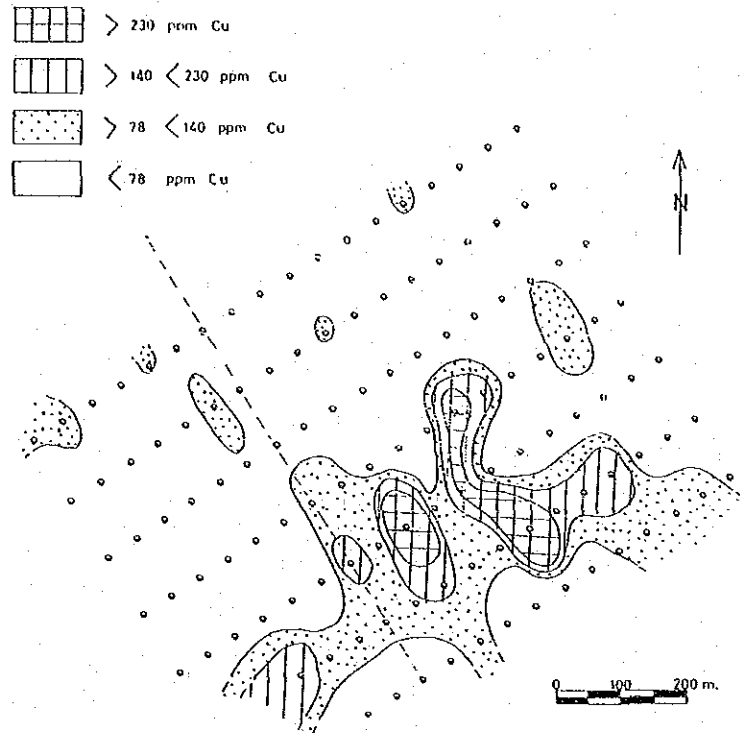 > 230 ppm Cu
> 140 < 230 ppm Cu
> 78 < 140 ppm Cu
< 78 ppm Cu
N
0 100 200 m.